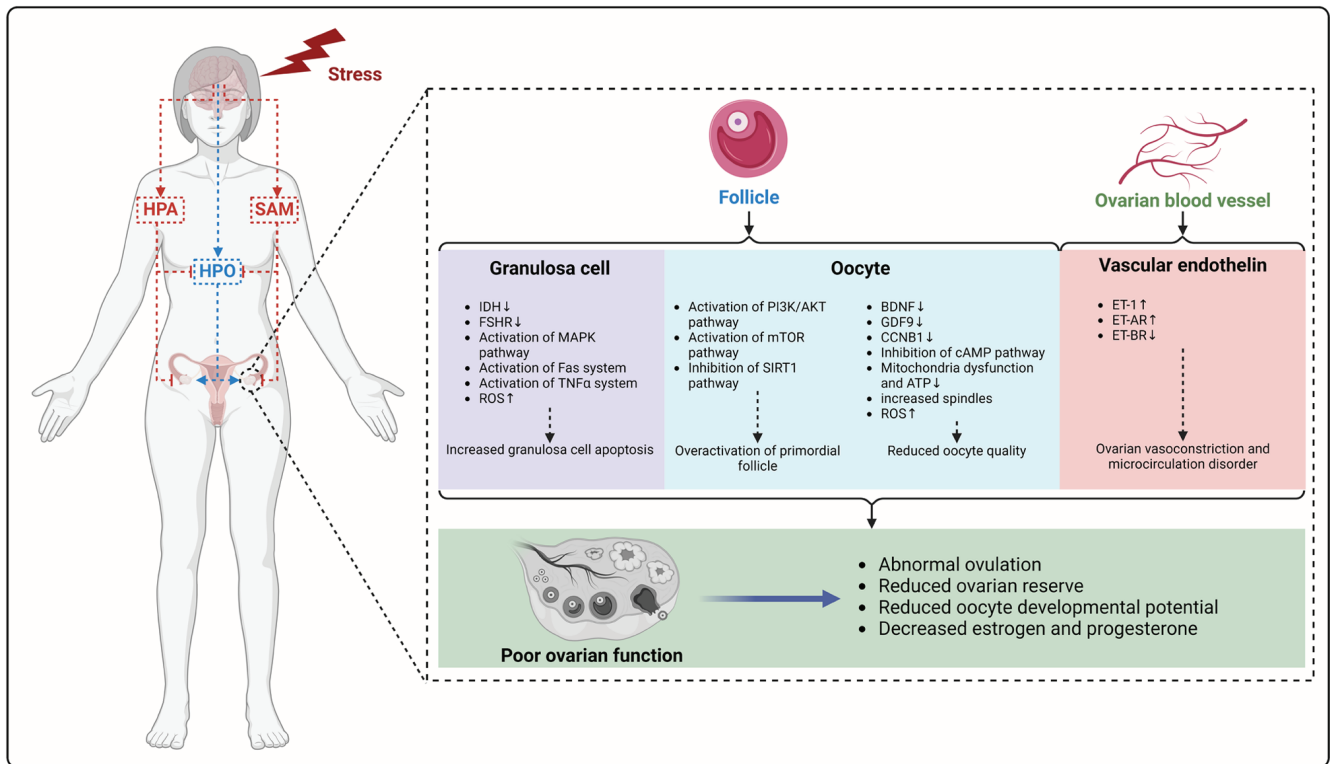 Stress
HPA
SAM
HPO
Follicle
Ovarian blood vessel
Granulosa cell
• IDH↓
• FSHR↓
• Activation of MAPK
pathway
• Activation of Fas system
• Activation of TNFα system
• ROS↑
Increased granulosa cell apoptosis
Oocyte
• Activation of PI3K/AKT
pathway
• Activation of mTOR
pathway
• Inhibition of SIRT1
pathway
Overactivation of primordial
follicle
• BDNF↓
• GDF9↓
• CCNB1↓
• Inhibition of cAMP pathway
• Mitochondria dysfunction
and ATP↓
• increased spindles
• ROS↑
Reduced oocyte quality
Vascular endothelin
• ET-1↑
• ET-AR↑
• ET-BR↓
Ovarian vasoconstriction and
microcirculation disorder
Poor ovarian function
• Abnormal ovulation
• Reduced ovarian reserve
• Reduced oocyte developmental potential
• Decreased estrogen and progesterone